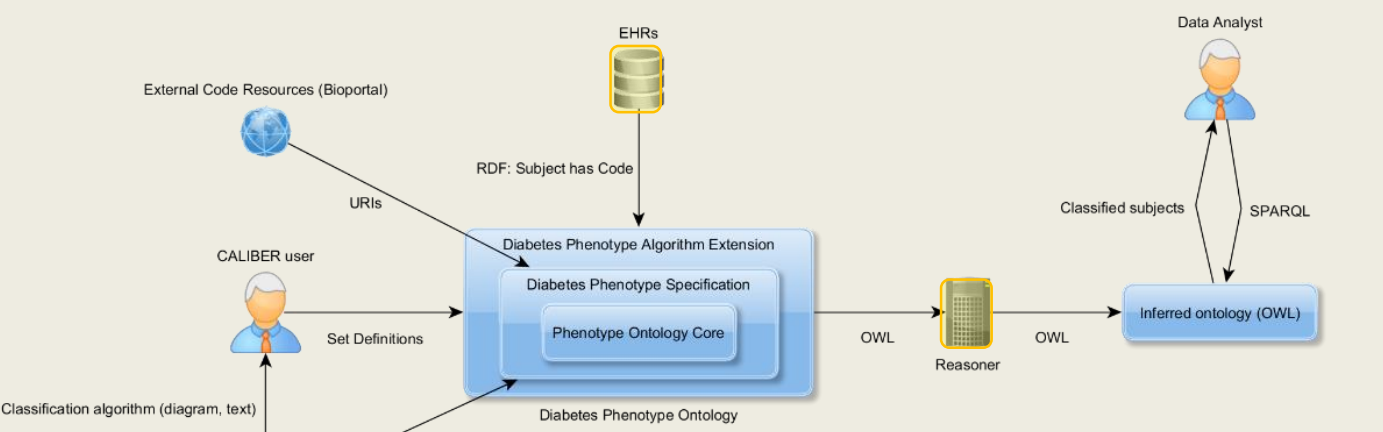 Data Analyst
EHRs
External Code Resources (Bioportal)
RDF: Subject has Code
URIs
Classified subjects
SPARQL
Diabetes Phenotype Algorithm Extension
CALIBER user
Diabetes Phenotype Specification
Inferred ontology (OWL)
Phenotype Ontology Core
Set Definitions
OWL
OWL
Reasoner
Classification algorithm (diagram, text)
Diabetes Phenotype Ontology